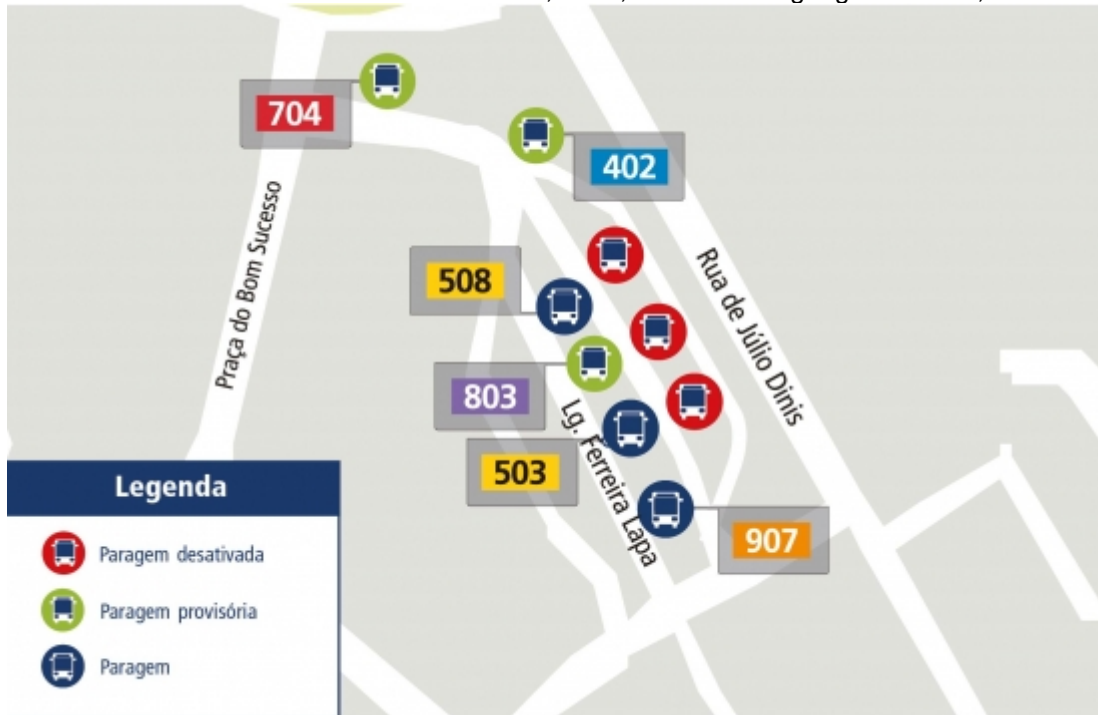 704
402
Praça do Bom Sucesso
508
Rua de Júlio Dinis
803
Lg. Ferreira Lapa
503
907
Legenda
Paragem desativada
Paragem provisória
Paragem